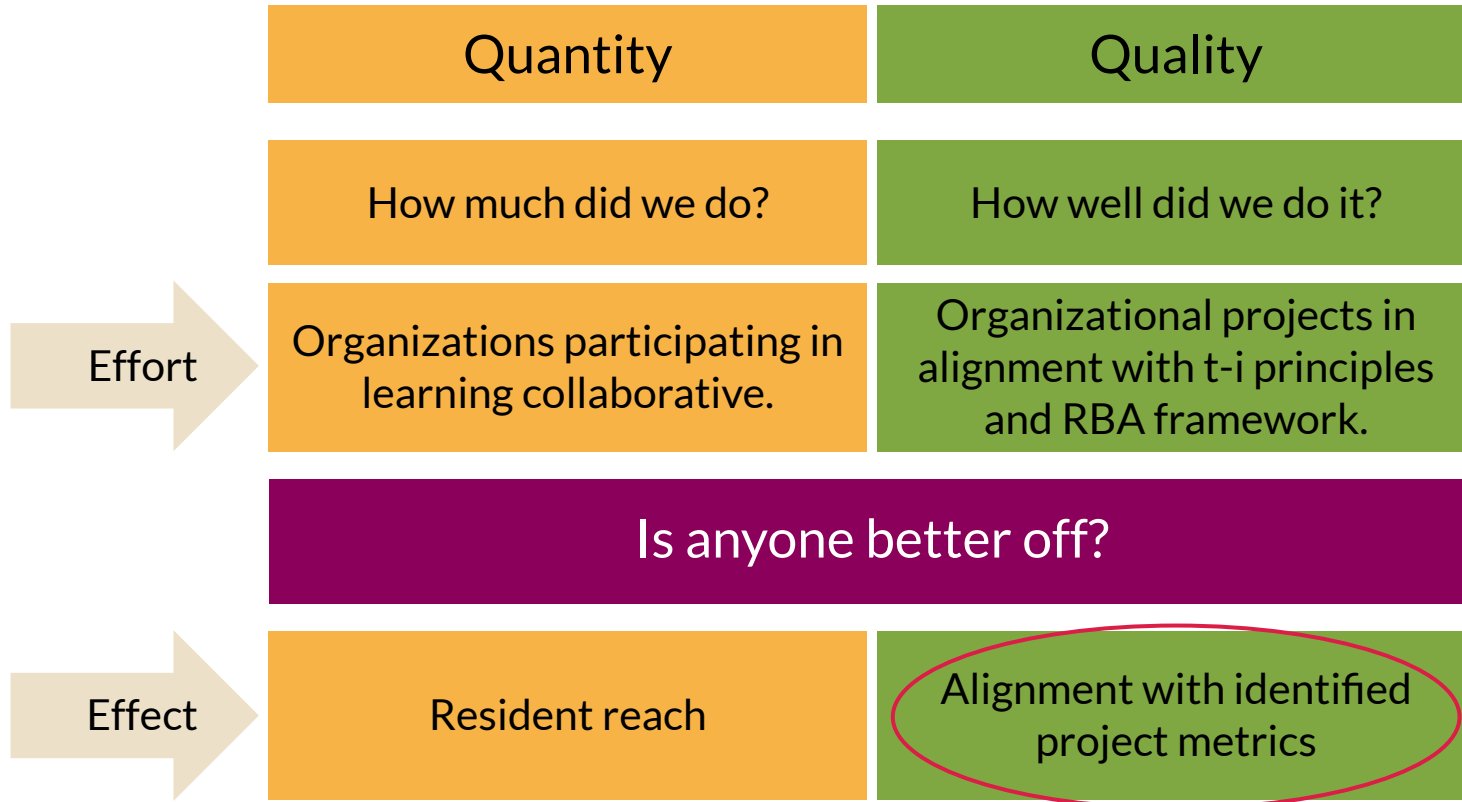 Quantity
Quality
How much did we do?
How well did we do it?
Effort
Organizations participating in
learning collaborative.
Organizational projects in
alignment with t-i principles
and RBA framework.
Is anyone better off?
Effect
Resident reach
Alignment with identified
project metrics